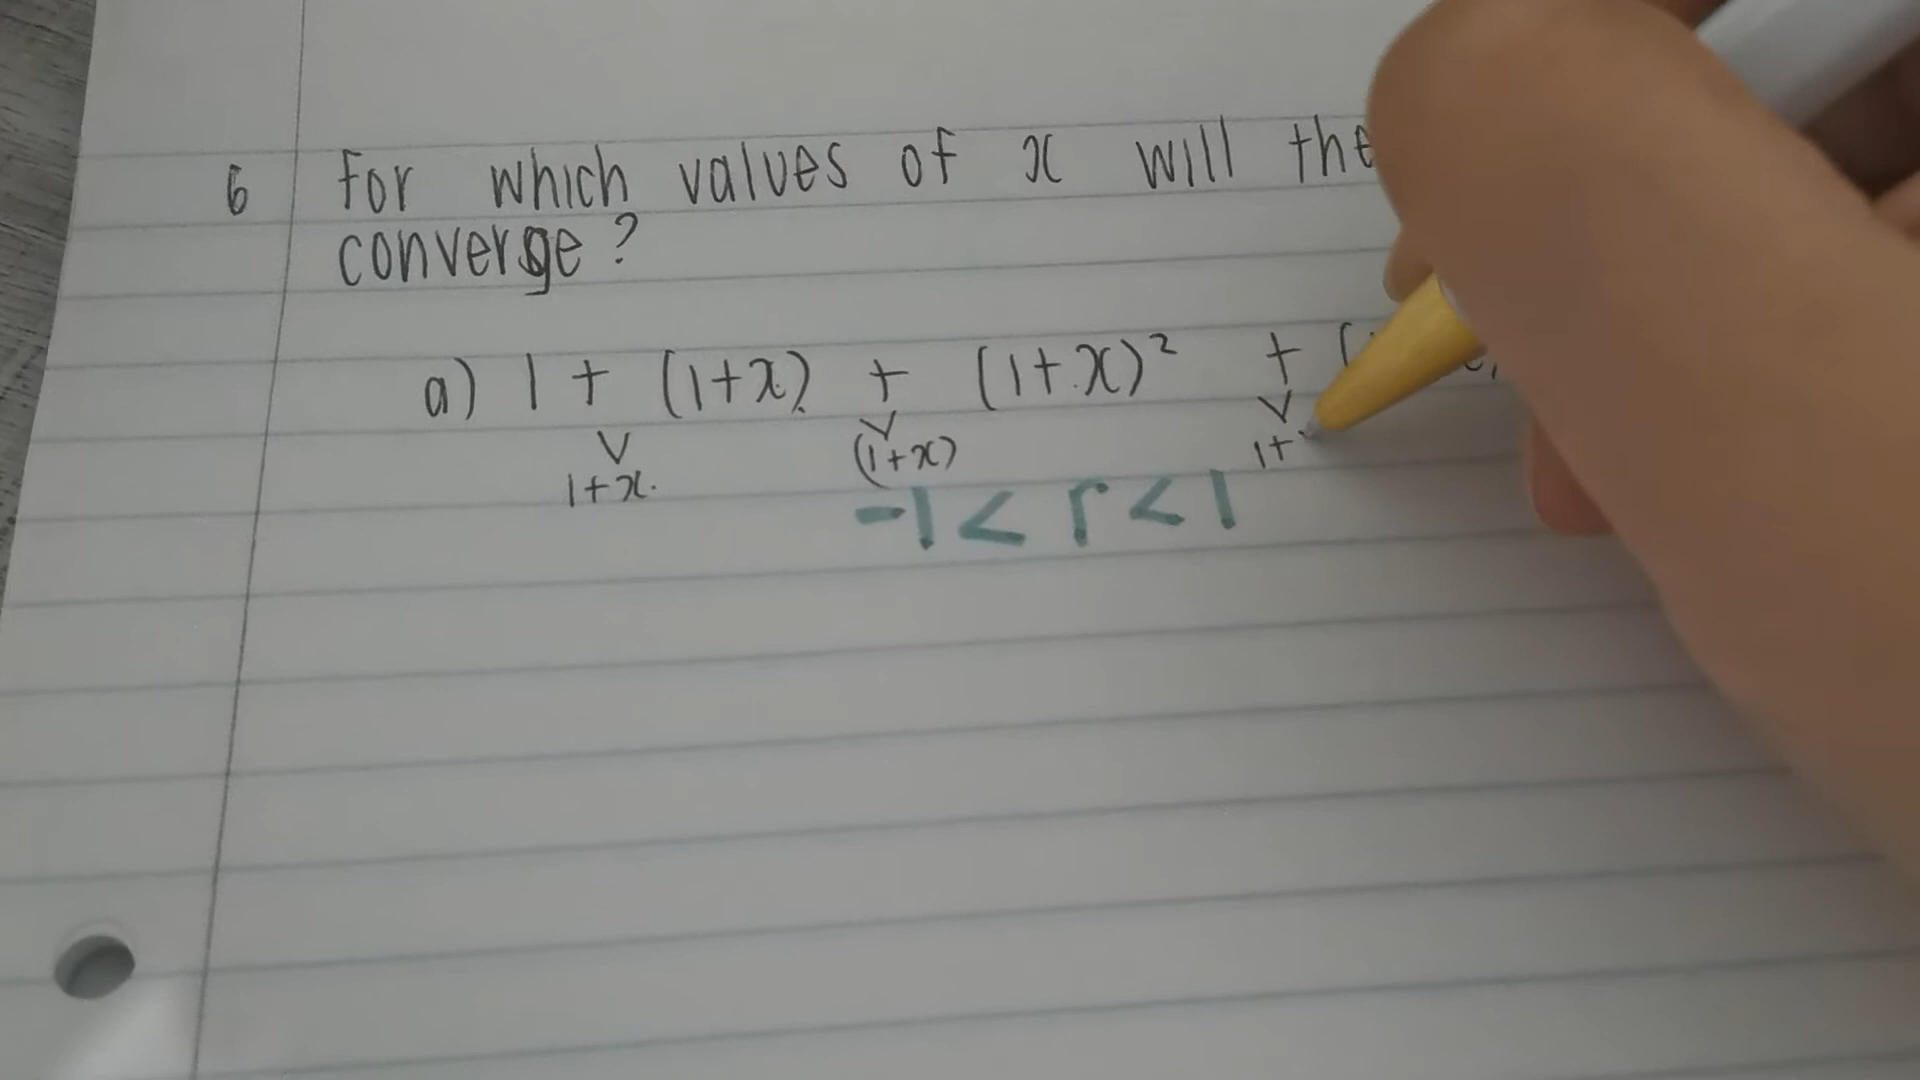 6 for which values of x will the
converge?
a) 1 + (1+x) + (1+x)² + (
1+x. (1+x) 1+
-1 < r < 1